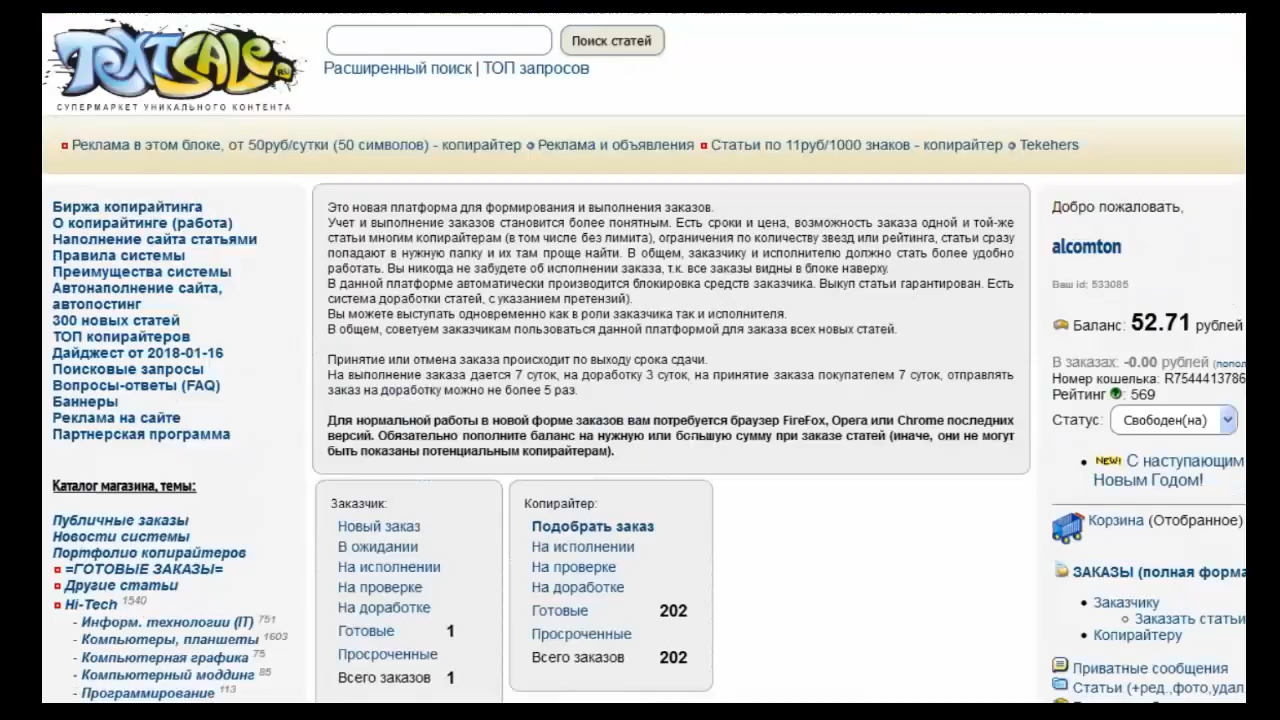 TEXTSALE.RU
СУПЕРМАРКЕТ УНИКАЛЬНОГО КОНТЕНТА
Поиск статей
Расширенный поиск | ТОП запросов
Реклама в этом блоке, от 50руб/сутки (50 символов) - копирайтер Реклама и объявления Статьи по 11руб/1000 знаков - копирайтер Tekehers
Биржа копирайтинга
О копирайтинге (работа)
Наполнение сайта статьями
Правила системы
Преимущества системы
Автонаполнение сайта,
автопостинг
300 новых статей
ТОП копирайтеров
Дайджест от 2018-01-16
Поисковые запросы
Вопросы-ответы (FAQ)
Баннеры
Реклама на сайте
Партнерская программа
Каталог магазина, темы:
Публичные заказы
Новости системы
Портфолио копирайтеров
=ГОТОВЫЕ ЗАКАЗЫ=
Другие статьи
Hi-Tech 1540
- Информ. технологии (IT) 751
- Компьютеры, планшеты 1603
- Компьютерная графика 75
- Компьютерный моддинг 85
- Программирование 113
Это новая платформа для формирования и выполнения заказов.
Учет и выполнение заказов становится более понятным. Есть сроки и цена, возможность заказа одной и той-же
статьи многим копирайтерам (в том числе без лимита), ограничения по количеству звезд или рейтинга, статьи сразу
попадают в нужную папку и их там проще найти. В общем, заказчику и исполнителю должно стать более удобно
работать. Вы никогда не забудете об исполнении заказа, т.к. все заказы видны в блоке наверху.
В данной платформе автоматически производится блокировка средств заказчика. Выкуп статьи гарантирован. Есть
система доработки статей, с указанием претензий).
Вы можете выступать одновременно как в роли заказчика так и исполнителя.
В общем, советуем заказчикам пользоваться данной платформой для заказа всех новых статей.
Принятие или отмена заказа происходит по выходу срока сдачи.
На выполнение заказа дается 7 суток, на доработку 3 суток, на принятие заказа покупателем 7 суток, отправлять
заказ на доработку можно не более 5 раз.
Для нормальной работы в новой форме заказов вам потребуется браузер FireFox, Opera или Chrome последних
версий. Обязательно пополните баланс на нужную или большую сумму при заказе статей (иначе, они не могут
быть показаны потенциальным копирайтерам).
Заказчик:
Новый заказ
В ожидании
На исполнении
На проверке
На доработке
Готовые 1
Просроченные
Всего заказов 1
Копирайтер:
Подобрать заказ
На исполнении
На проверке
На доработке
Готовые 202
Просроченные
Всего заказов 202
Добро пожаловать,
alcomton
Ваш id: 533085
Баланс: 52.71 рублей
В заказах: -0.00 рублей (попол
Номер кошелька: R7544413786
Рейтинг : 569
Статус: Свободен(на)
NEW! С наступающим
Новым Годом!
Корзина (Отобранное)
ЗАКАЗЫ (полная форма
Заказчику
Заказать статьи
Копирайтеру
Приватные сообщения
Статьи (+ред.,фото,удал